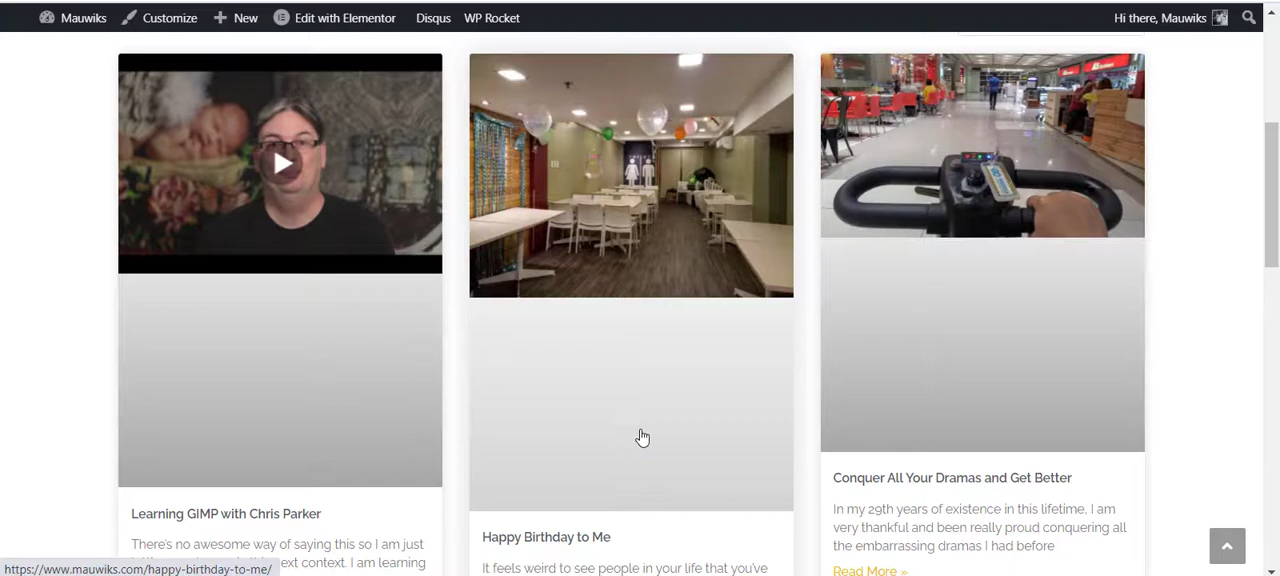 Mauwiks Customize New Edit with Elementor Disqus WP Rocket Hi there, Mauwiks
Learning GIMP with Chris Parker
There's no awesome way of saying this so I am just
ext context. I am learning
Happy Birthday to Me
It feels weird to see people in your life that you've
Conquer All Your Dramas and Get Better
In my 29th years of existence in this lifetime, I am
very thankful and been really proud conquering all
the embarrassing dramas I had before
Read More »
https://www.mauwiks.com/happy-birthday-to-me/